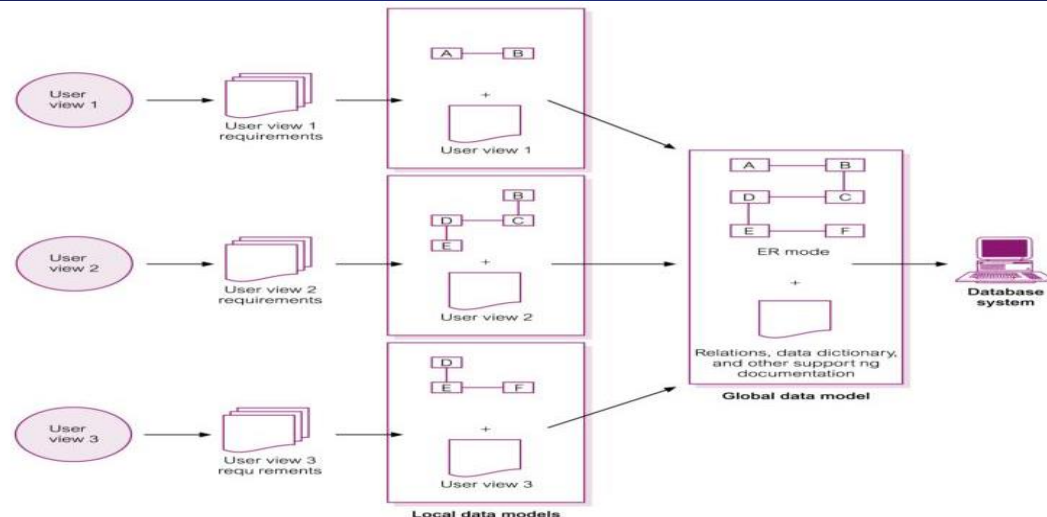 User
view 1
User view 1
requirements
A
B
+
User view 1
User
view 2
User view 2
requirements
B
D
C
E
+
User view 2
User
view 3
User view 3
requ rements
D
E
F
+
User view 3
Local data models
A
B
D
C
E
F
ER mode
+
Relations, data dictionary,
and other support ng
documentation
Global data model
Database
system